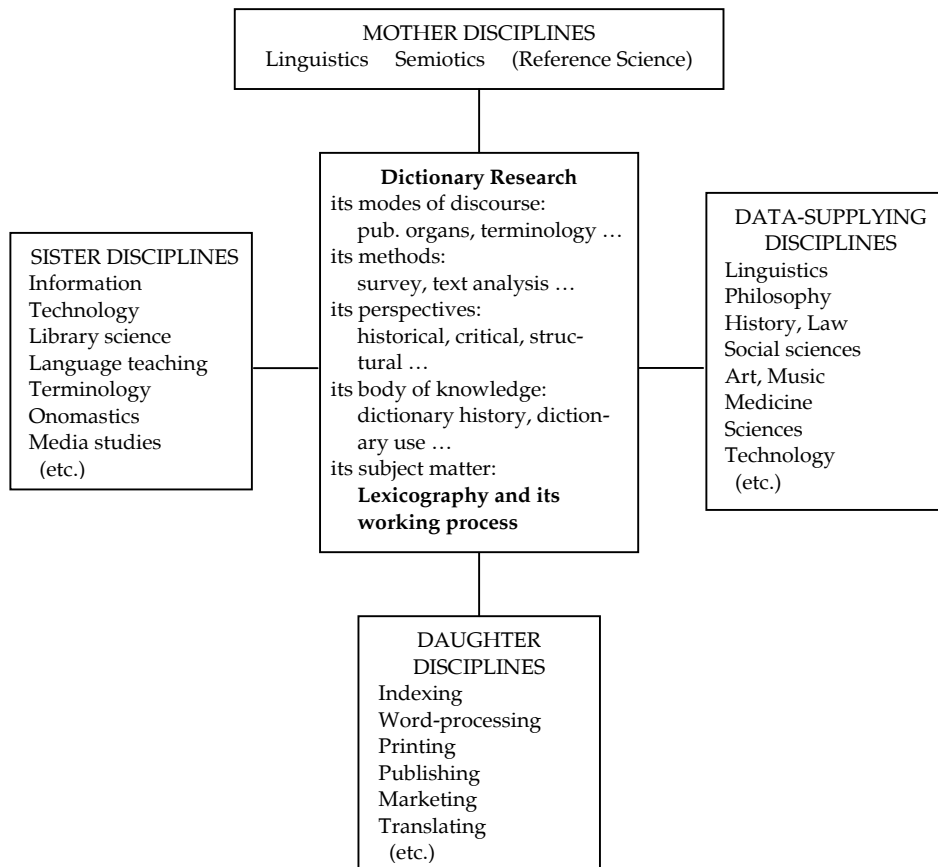 MOTHER DISCIPLINES
Linguistics Semiotics (Reference Science)
Dictionary Research
its modes of discourse:
pub. organs, terminology …
its methods:
survey, text analysis …
its perspectives:
historical, critical, struc-
tural …
its body of knowledge:
dictionary history, diction-
ary use …
its subject matter:
Lexicography and its
working process
SISTER DISCIPLINES
Information
Technology
Library science
Language teaching
Terminology
Onomastics
Media studies
(etc.)
DATA-SUPPLYING
DISCIPLINES
Linguistics
Philosophy
History, Law
Social sciences
Art, Music
Medicine
Sciences
Technology
(etc.)
DAUGHTER
DISCIPLINES
Indexing
Word-processing
Printing
Publishing
Marketing
Translating
(etc.)